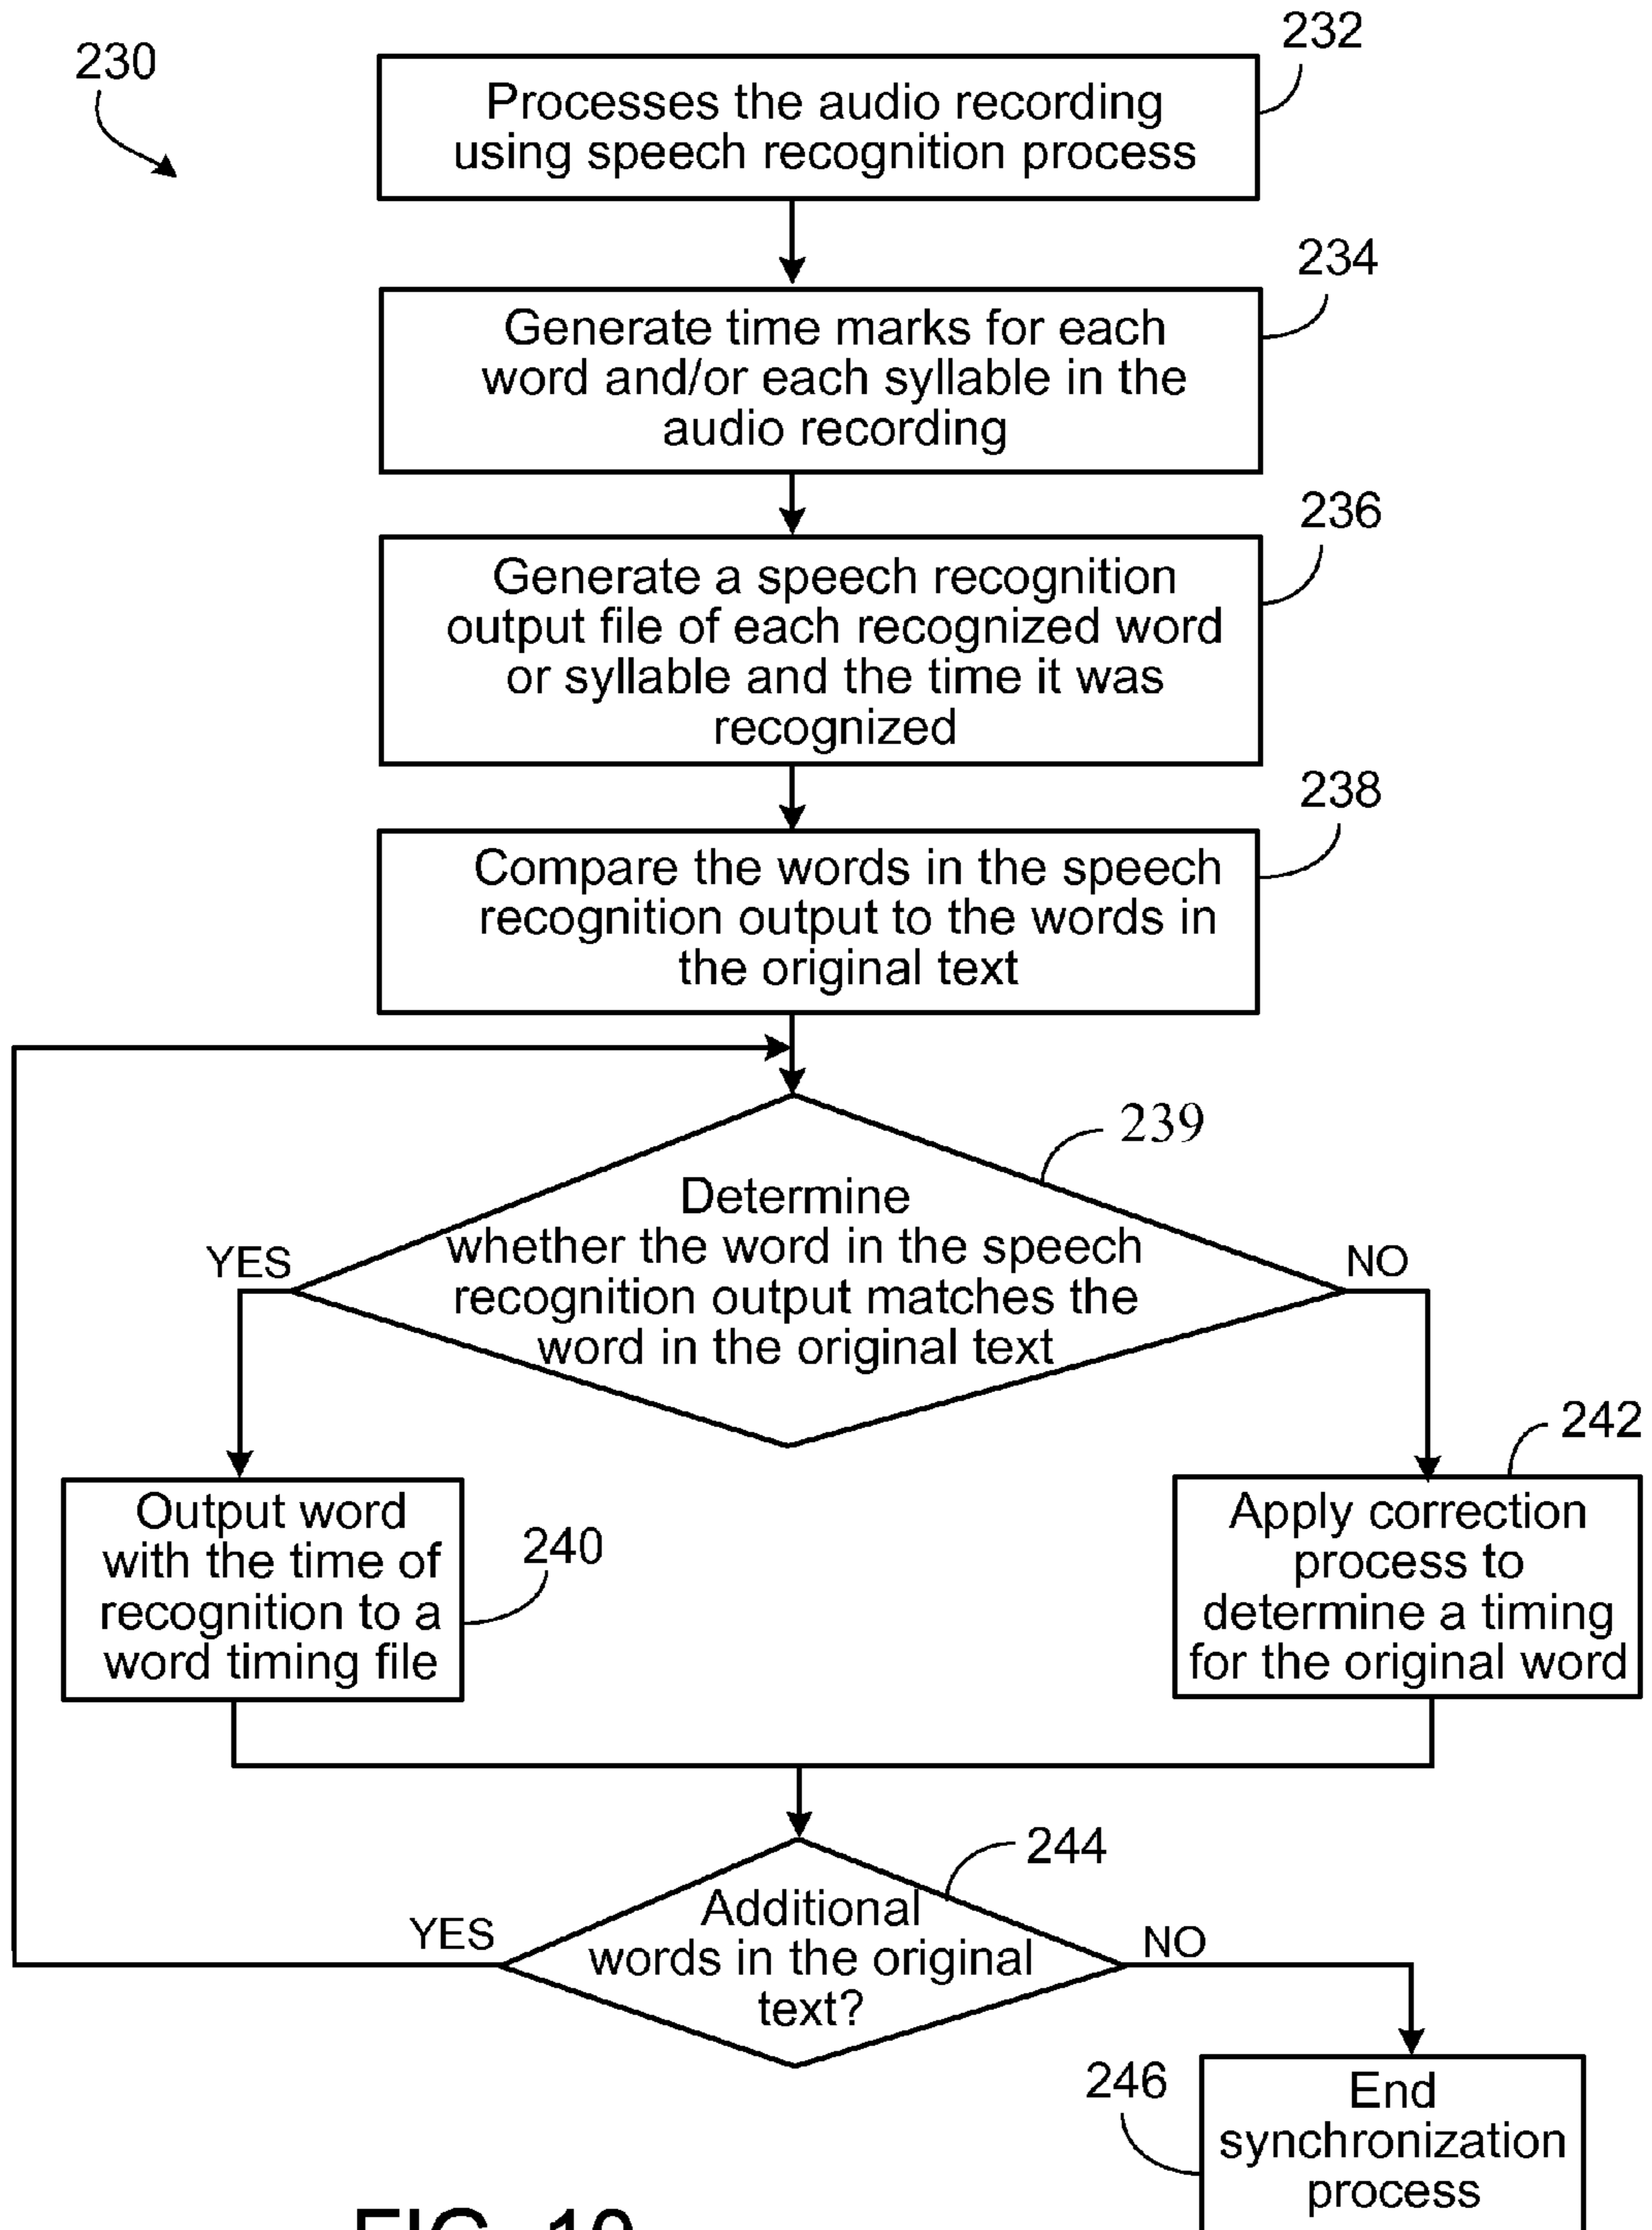 230
232
Processes the audio recording
using speech recognition process
234
Generate time marks for each
word and/or each syllable in the
audio recording
236
Generate a speech recognition
output file of each recognized word
or syllable and the time it was
recognized
238
Compare the words in the speech
recognition output to the words in
the original text
239
Determine
whether the word in the speech
recognition output matches the
word in the original text
YES
NO
240
Output word
with the time of
recognition to a
word timing file
242
Apply correction
process to
determine a timing
for the original word
244
Additional
words in the original
text?
YES
NO
246
End
synchronization
process